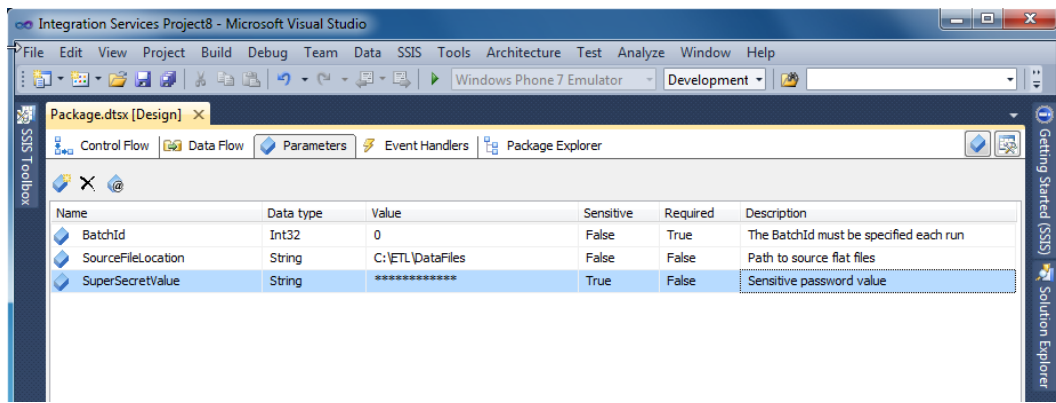 Integration Services Project8 - Microsoft Visual Studio
File Edit View Project Build Debug Team Data SSIS Tools Architecture Test Analyze Window Help
Windows Phone 7 Emulator Development
Package.dtsx [Design]
Control Flow Data Flow Parameters Event Handlers Package Explorer
Name Data type Value Sensitive Required Description
BatchId Int32 0 False True The BatchId must be specified each run
SourceFileLocation String C:\ETL\DataFiles False False Path to source flat files
SuperSecretValue String ************ True False Sensitive password value
SSIS Toolbox
Getting Started (SSIS)
Solution Explorer